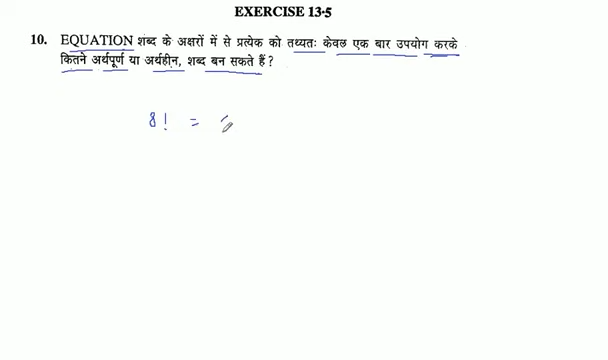 EXERCISE 13·5
10. EQUATION शब्द के अक्षरों में से प्रत्येक को तथ्यतः केवल एक बार उपयोग करके
कितने अर्थपूर्ण या अर्थहीन, शब्द बन सकते हैं ?
8! =